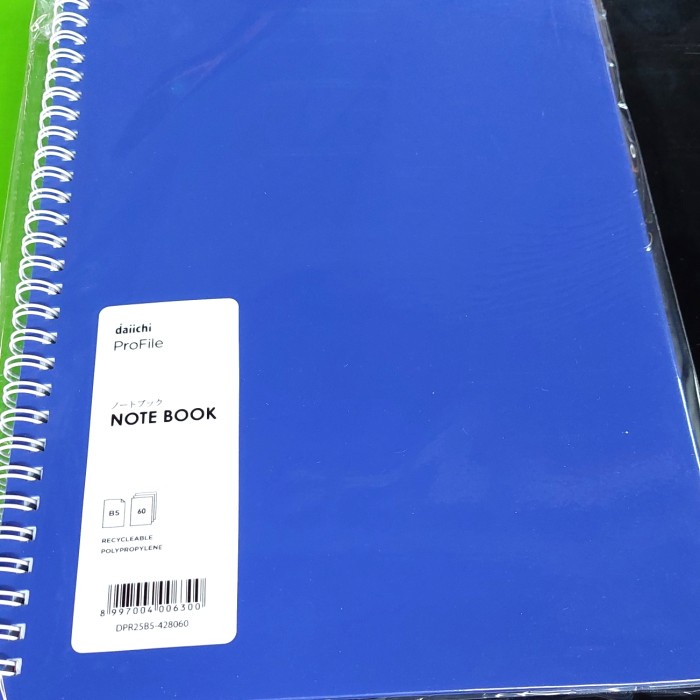 daiichi
ProFile
ノートブック
NOTE BOOK
B5
60
RECYCLEABLE
POLYPROPYLENE
8 997004 006300
DPR25B5-428060